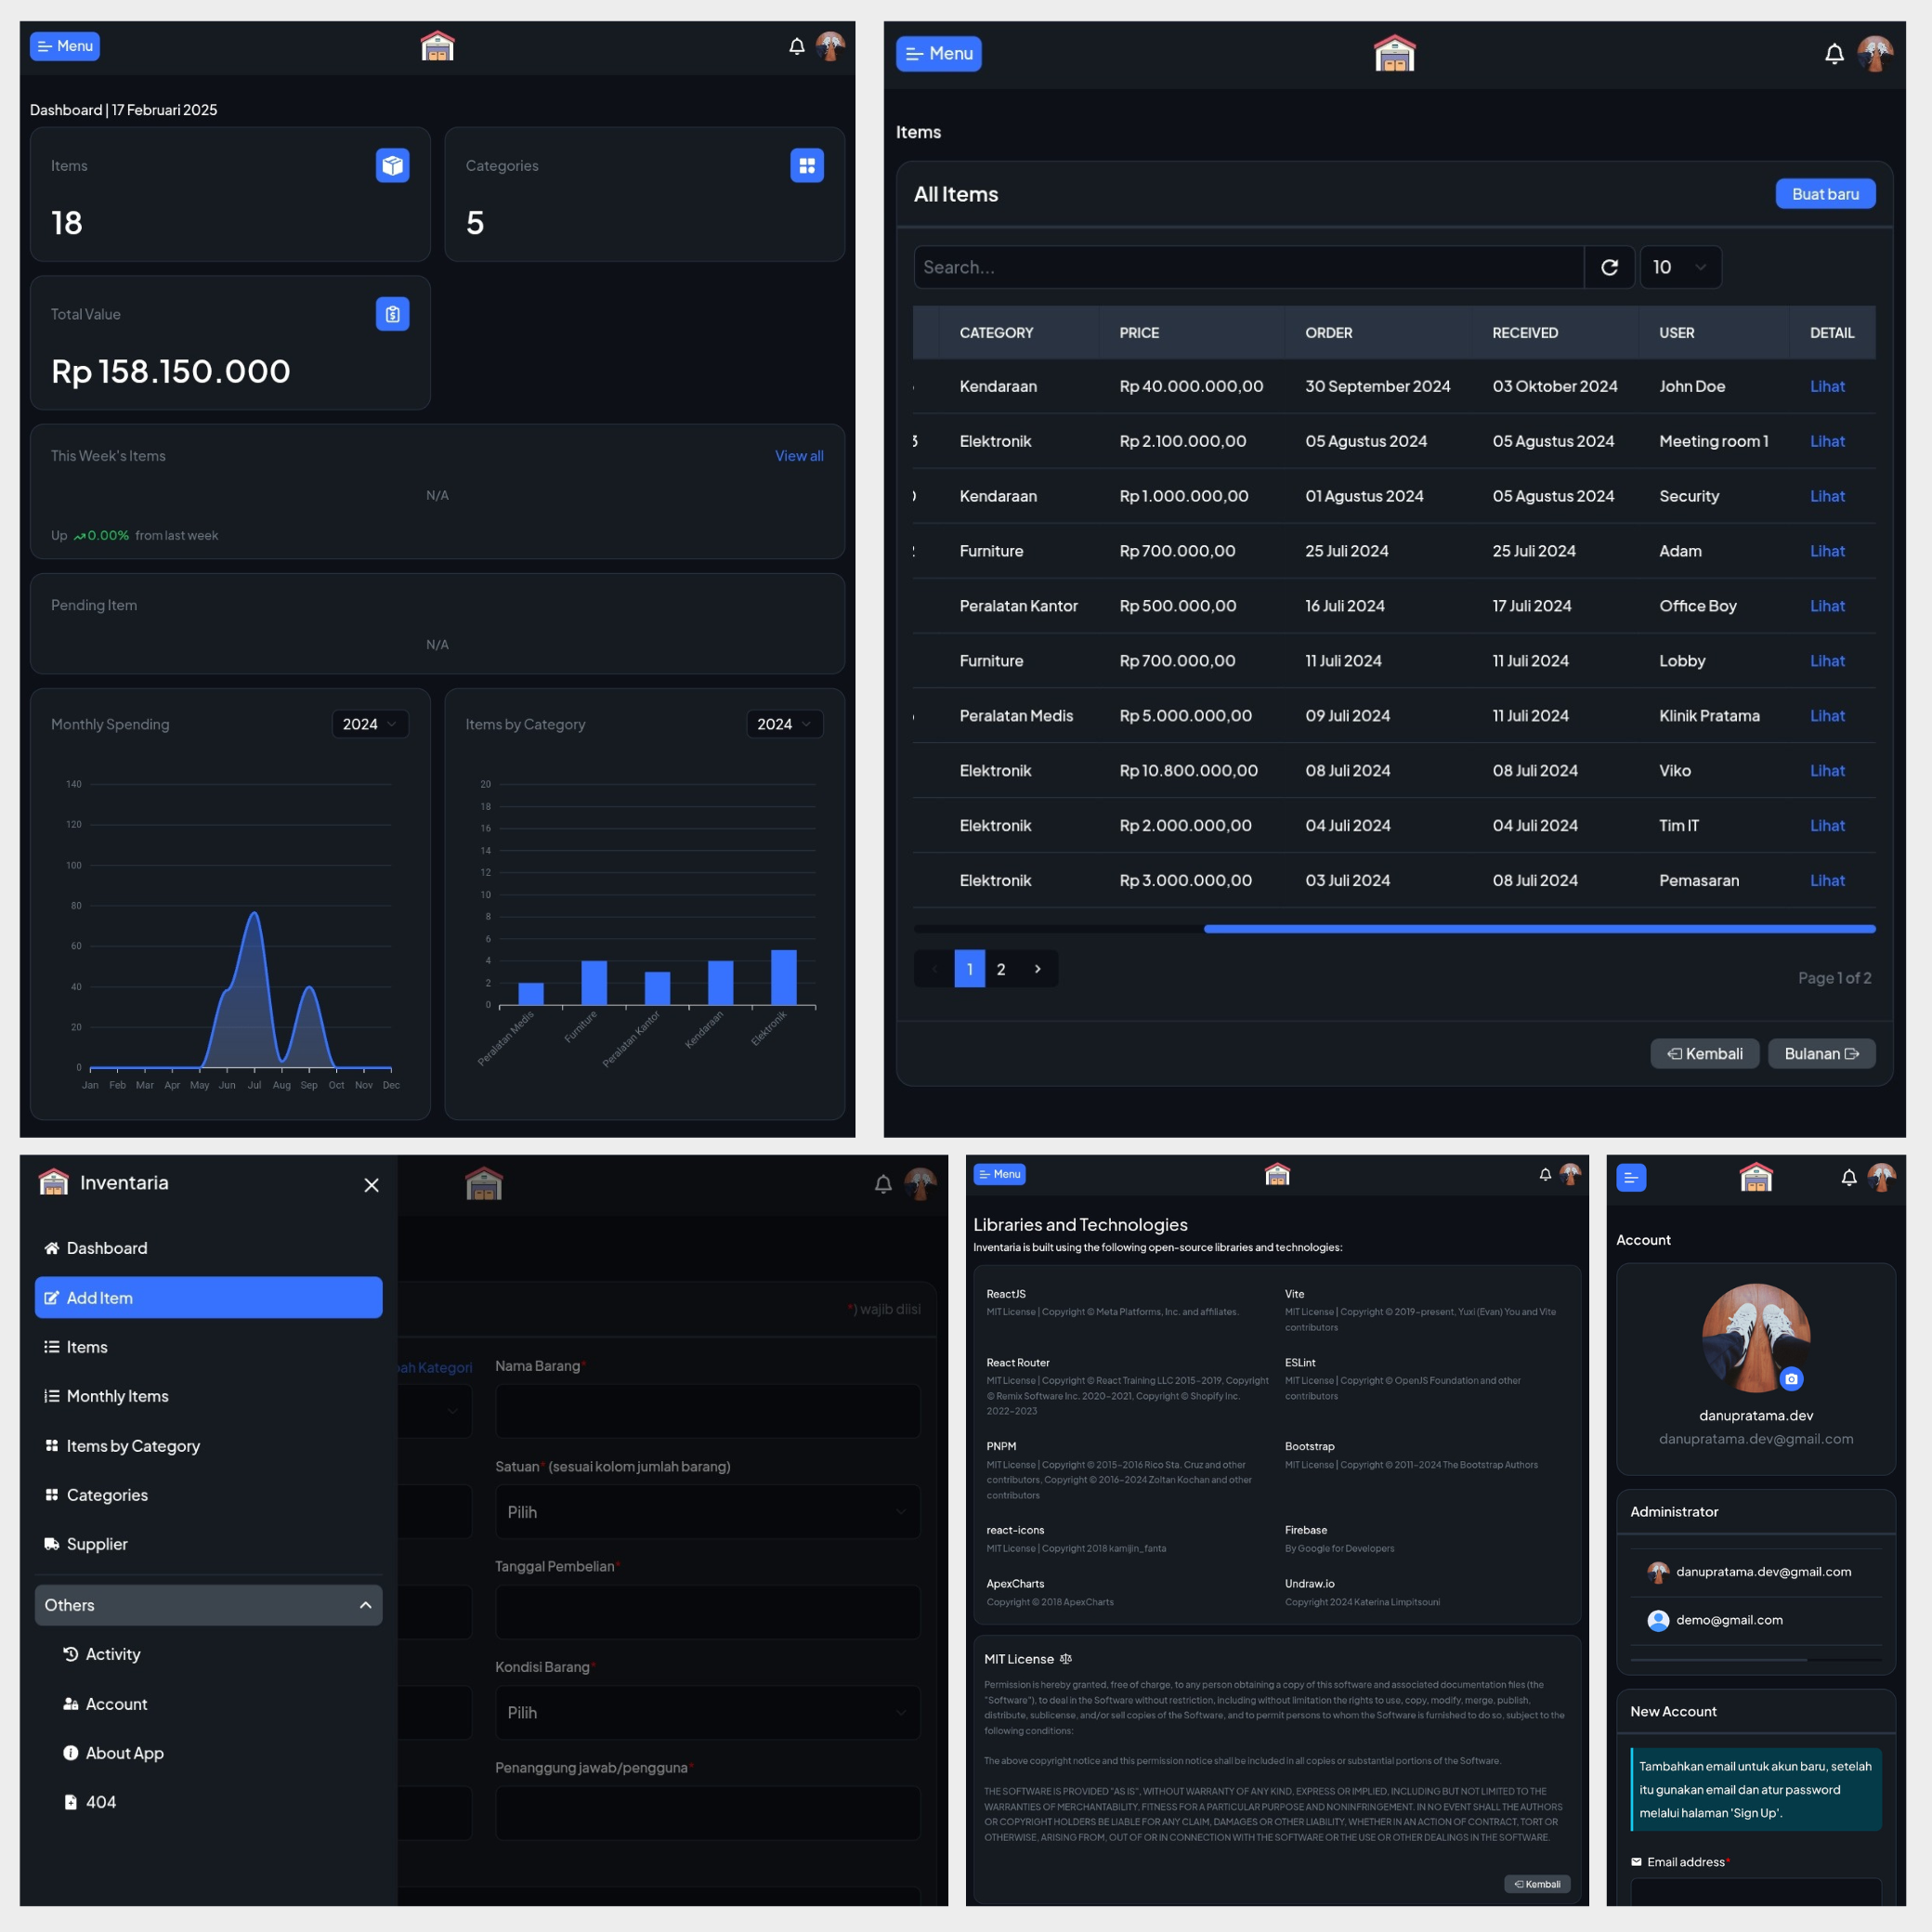 Menu
Dashboard | 17 Februari 2025
Items
18
Categories
5
Total Value
Rp 158.150.000
This Week's Items
View all
N/A
Up 0.00% from last week
Pending Item
N/A
Monthly Spending
2024
140
120
100
80
60
40
20
0
Jan Feb Mar Apr May Jun Jul Aug Sep Oct Nov Dec
Items by Category
2024
20
18
16
14
12
10
8
6
4
2
0
Peralatan Medis
Furniture
Peralatan Kantor
Kendaraan
Elektronik
Menu
Items
All Items
Buat baru
Search...
10
CATEGORY PRICE ORDER RECEIVED USER DETAIL
Kendaraan Rp 40.000.000,00 30 September 2024 03 Oktober 2024 John Doe Lihat
Elektronik Rp 2.100.000,00 05 Agustus 2024 05 Agustus 2024 Meeting room 1 Lihat
Kendaraan Rp 1.000.000,00 01 Agustus 2024 05 Agustus 2024 Security Lihat
Furniture Rp 700.000,00 25 Juli 2024 25 Juli 2024 Adam Lihat
Peralatan Kantor Rp 500.000,00 16 Juli 2024 17 Juli 2024 Office Boy Lihat
Furniture Rp 700.000,00 11 Juli 2024 11 Juli 2024 Lobby Lihat
Peralatan Medis Rp 5.000.000,00 09 Juli 2024 11 Juli 2024 Klinik Pratama Lihat
Elektronik Rp 10.800.000,00 08 Juli 2024 08 Juli 2024 Viko Lihat
Elektronik Rp 2.000.000,00 04 Juli 2024 04 Juli 2024 Tim IT Lihat
Elektronik Rp 3.000.000,00 03 Juli 2024 08 Juli 2024 Pemasaran Lihat
1 2
Page 1 of 2
Kembali
Bulanan
Inventaria
Dashboard
Add Item
Items
Monthly Items
Items by Category
Categories
Supplier
Others
Activity
Account
About App
404
*) wajib diisi
Kategori
Nama Barang*
Satuan* (sesuai kolom jumlah barang)
Pilih
Tanggal Pembelian*
Kondisi Barang*
Pilih
Penanggung jawab/pengguna*
Menu
Libraries and Technologies
Inventaria is built using the following open-source libraries and technologies:
ReactJS
MIT License | Copyright © Meta Platforms, Inc. and affiliates.
Vite
MIT License | Copyright © 2019-present, Yuxi (Evan) You and Vite
contributors
React Router
MIT License | Copyright © React Training LLC 2015-2019, Copyright
© Remix Software Inc. 2020-2021, Copyright © Shopify Inc.
2022-2023
ESLint
MIT License | Copyright © OpenJS Foundation and other
contributors
PNPM
MIT License | Copyright © 2015-2016 Rico Sta. Cruz and other
contributors, Copyright © 2016-2024 Zoltan Kochan and other
contributors
Bootstrap
MIT License | Copyright © 2011-2024 The Bootstrap Authors
react-icons
MIT License | Copyright 2018 kamijin_fanta
Firebase
By Google for Developers
ApexCharts
Copyright © 2018 ApexCharts
Undraw.io
Copyright 2024 Katerina Limpitsouni
MIT License
Permission is hereby granted, free of charge, to any person obtaining a copy of this software and associated documentation files (the
"Software"), to deal in the Software without restriction, including without limitation the rights to use, copy, modify, merge, publish,
distribute, sublicense, and/or sell copies of the Software, and to permit persons to whom the Software is furnished to do so, subject to the
following conditions:
The above copyright notice and this permission notice shall be included in all copies or substantial portions of the Software.
THE SOFTWARE IS PROVIDED "AS IS", WITHOUT WARRANTY OF ANY KIND, EXPRESS OR IMPLIED, INCLUDING BUT NOT LIMITED TO THE
WARRANTIES OF MERCHANTABILITY, FITNESS FOR A PARTICULAR PURPOSE AND NONINFRINGEMENT. IN NO EVENT SHALL THE AUTHORS
OR COPYRIGHT HOLDERS BE LIABLE FOR ANY CLAIM, DAMAGES OR OTHER LIABILITY, WHETHER IN AN ACTION OF CONTRACT, TORT OR
OTHERWISE, ARISING FROM, OUT OF OR IN CONNECTION WITH THE SOFTWARE OR THE USE OR OTHER DEALINGS IN THE SOFTWARE.
Kembali
Account
danupratama.dev
danupratama.dev@gmail.com
Administrator
danupratama.dev@gmail.com
demo@gmail.com
New Account
Tambahkan email untuk akun baru, setelah
itu gunakan email dan atur password
melalui halaman 'Sign Up'.
Email address*